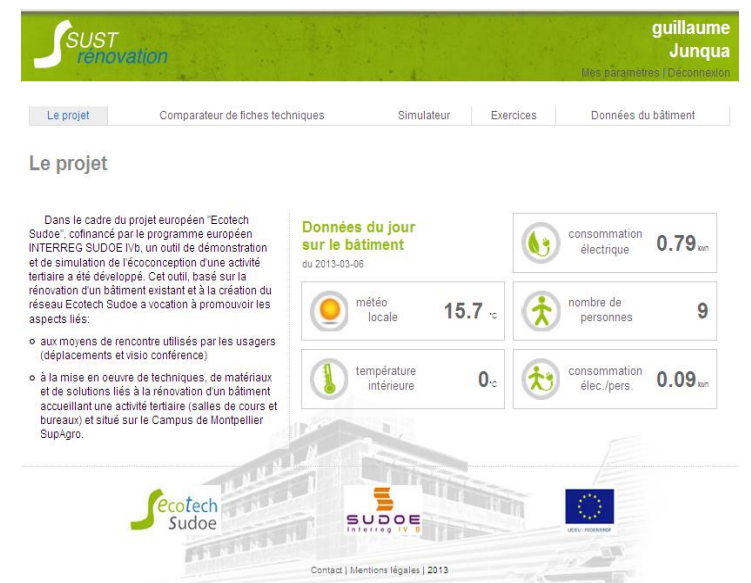 SUST
rénovation
guillaume
Junqua
Mes paramètres | Déconnexion
Le projet
Comparateur de fiches techniques
Simulateur
Exercices
Données du bâtiment
Le projet
Dans le cadre du projet européen "Ecotech
Sudoe", cofinancé par le programme européen
INTERREG SUDOE IVb, un outil de démonstration
et de simulation de l'écoconception d'une activité
tertiaire a été développé. Cet outil, basé sur la
rénovation d'un bâtiment existant et à la création du
réseau Ecotech Sudoe a vocation à promouvoir les
aspects liés:
aux moyens de rencontre utilisés par les usagers
(déplacements et visio conférence)
à la mise en oeuvre de techniques, de matériaux
et de solutions liés à la rénovation d'un bâtiment
accueillant une activité tertiaire (salles de cours et
bureaux) et situé sur le Campus de Montpellier
SupAgro.
Données du jour
sur le bâtiment
du 2013-03-06
consommation
électrique
0.79 kWh
météo
locale
15.7 °C
nombre de
personnes
9
température
intérieure
0 °C
consommation
élec./pers.
0.09 kWh
ecotech
Sudoe
SUDOE
Interreg IV B
UE/EU - FEDER/ERDF
Contact | Mentions légales | 2013